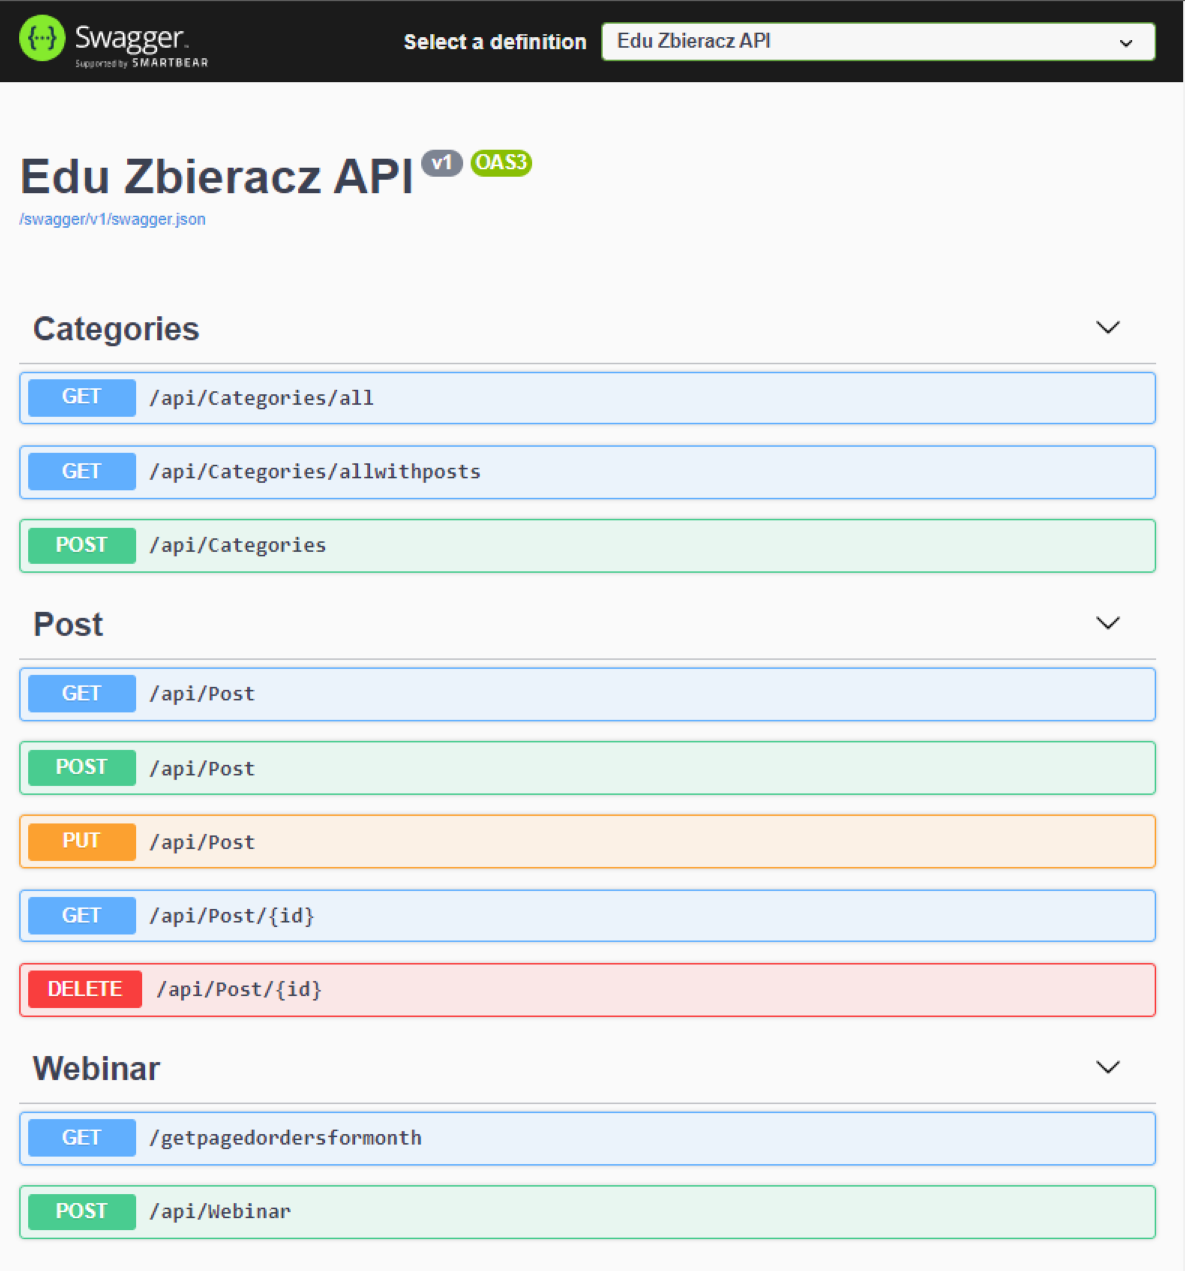 {···} Swagger™
Supported by SMARTBEAR
Select a definition
Edu Zbieracz API
Edu Zbieracz API v1 OAS3
/swagger/v1/swagger.json
Categories
GET /api/Categories/all
GET /api/Categories/allwithposts
POST /api/Categories
Post
GET /api/Post
POST /api/Post
PUT /api/Post
GET /api/Post/{id}
DELETE /api/Post/{id}
Webinar
GET /getpagedordersformonth
POST /api/Webinar